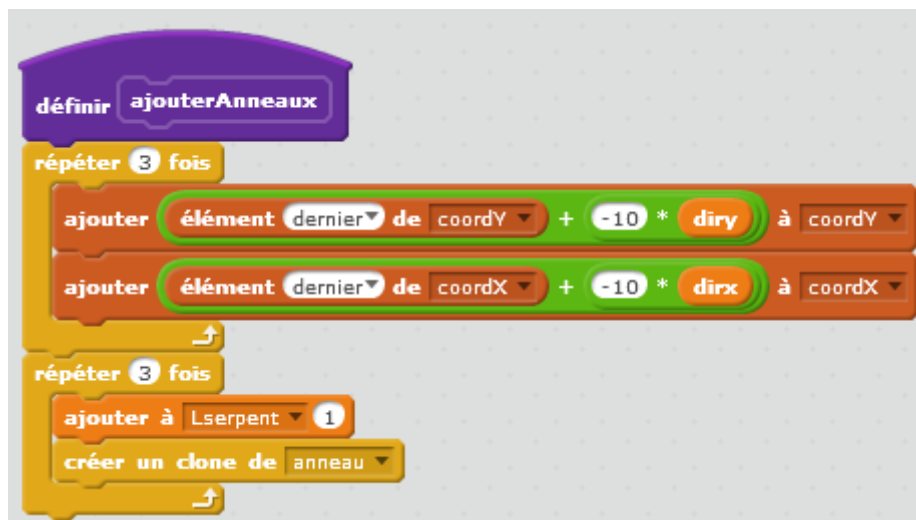 définir ajouterAnneaux
répéter 3 fois
ajouter élément dernier de coordY + -10 * diry à coordY
ajouter élément dernier de coordX + -10 * dirx à coordX
répéter 3 fois
ajouter à Lserpent 1
créer un clone de anneau